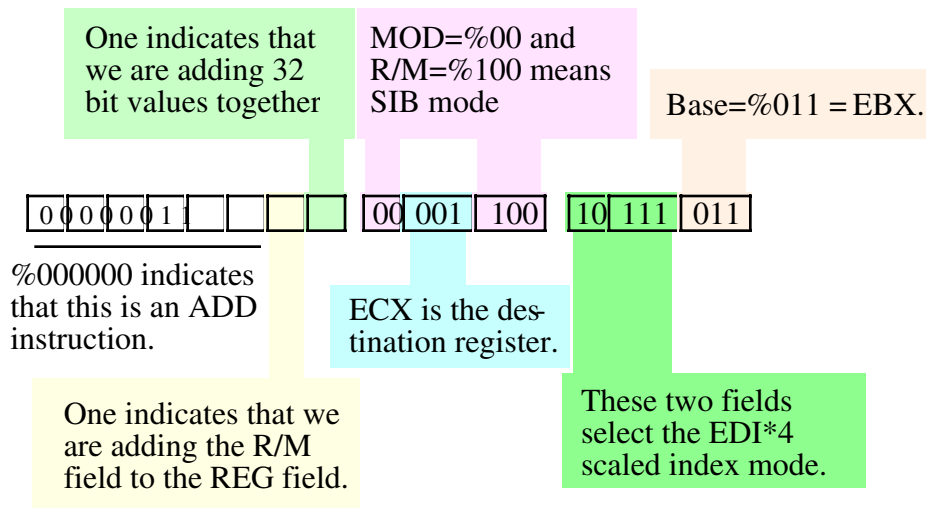 One indicates that
we are adding 32
bit values together
MOD=%00 and
R/M=%100 means
SIB mode
Base=%011 = EBX.
0 0 0 0 0 0 1 1 00 001 100 10 111 011
%000000 indicates
that this is an ADD
instruction.
ECX is the des-
tination register.
One indicates that we
are adding the R/M
field to the REG field.
These two fields
select the EDI*4
scaled index mode.